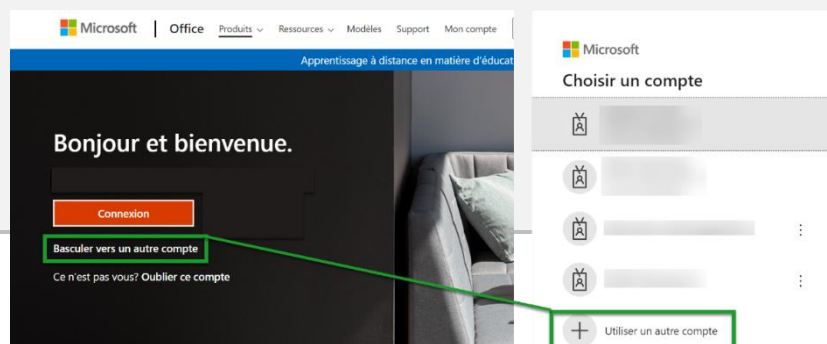 Microsoft Office Produits Ressources Modèles Support Mon compte
Apprentissage à distance en matière
Bonjour et bienvenue.
Connexion
Basculer vers un autre compte
Ce n'est pas vous? Oublier ce compte
Microsoft
Choisir un compte
Utiliser un autre compte